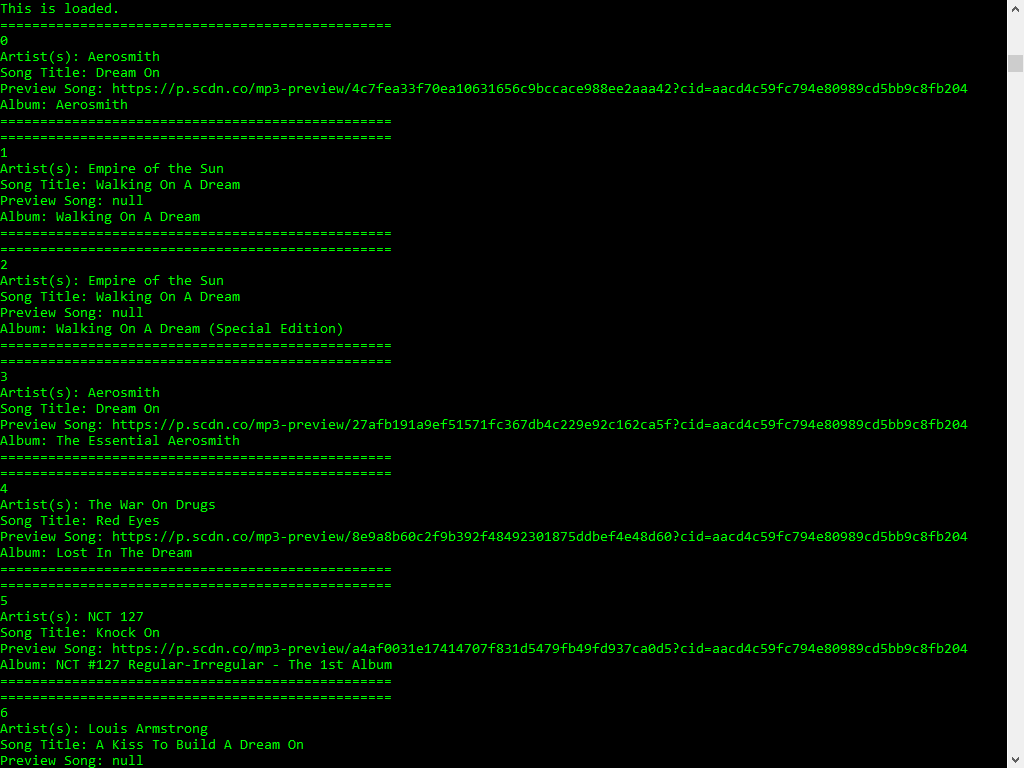 This is loaded.
=================================================
0
Artist(s): Aerosmith
Song Title: Dream On
Preview Song: https://p.scdn.co/mp3-preview/4c7fea33f70ea10631656c9bccace988ee2aaa42?cid=aacd4c59fc794e80989cd5bb9c8fb204
Album: Aerosmith
=================================================
=================================================
1
Artist(s): Empire of the Sun
Song Title: Walking On A Dream
Preview Song: null
Album: Walking On A Dream
=================================================
=================================================
2
Artist(s): Empire of the Sun
Song Title: Walking On A Dream
Preview Song: null
Album: Walking On A Dream (Special Edition)
=================================================
=================================================
3
Artist(s): Aerosmith
Song Title: Dream On
Preview Song: https://p.scdn.co/mp3-preview/27afb191a9ef51571fc367db4c229e92c162ca5f?cid=aacd4c59fc794e80989cd5bb9c8fb204
Album: The Essential Aerosmith
=================================================
=================================================
4
Artist(s): The War On Drugs
Song Title: Red Eyes
Preview Song: https://p.scdn.co/mp3-preview/8e9a8b60c2f9b392f48492301875ddbef4e48d60?cid=aacd4c59fc794e80989cd5bb9c8fb204
Album: Lost In The Dream
=================================================
=================================================
5
Artist(s): NCT 127
Song Title: Knock On
Preview Song: https://p.scdn.co/mp3-preview/a4af0031e17414707f831d5479fb49fd937ca0d5?cid=aacd4c59fc794e80989cd5bb9c8fb204
Album: NCT #127 Regular-Irregular - The 1st Album
=================================================
=================================================
6
Artist(s): Louis Armstrong
Song Title: A Kiss To Build A Dream On
Preview Song: null